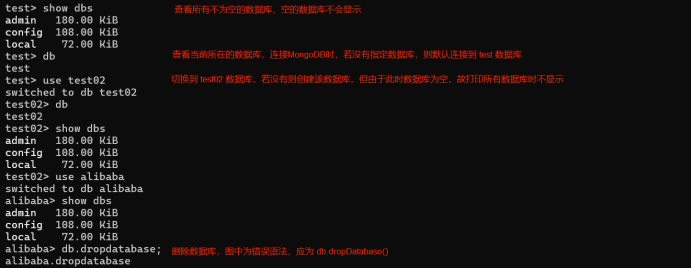 test> show dbs 查看所有不为空的数据库，空的数据库不会显示
admin 180.00 KiB
config 108.00 KiB
local 72.00 KiB
test> db 查看当前所在的数据库，连接MongoDB时，若没有指定数据库，则默认连接到 test 数据库
test
test> use test02 切换到 test02 数据库，若没有则创建该数据库，但由于此时数据库为空，故打印所有数据库时不显示
switched to db test02
test02> db
test02
test02> show dbs
admin 180.00 KiB
config 108.00 KiB
local 72.00 KiB
test02> use alibaba
switched to db alibaba
alibaba> show dbs
admin 180.00 KiB
config 108.00 KiB
local 72.00 KiB
alibaba> db.dropdatabase; 删除数据库，图中为错误语法，应为 db.dropDatabase()
alibaba.dropdatabase